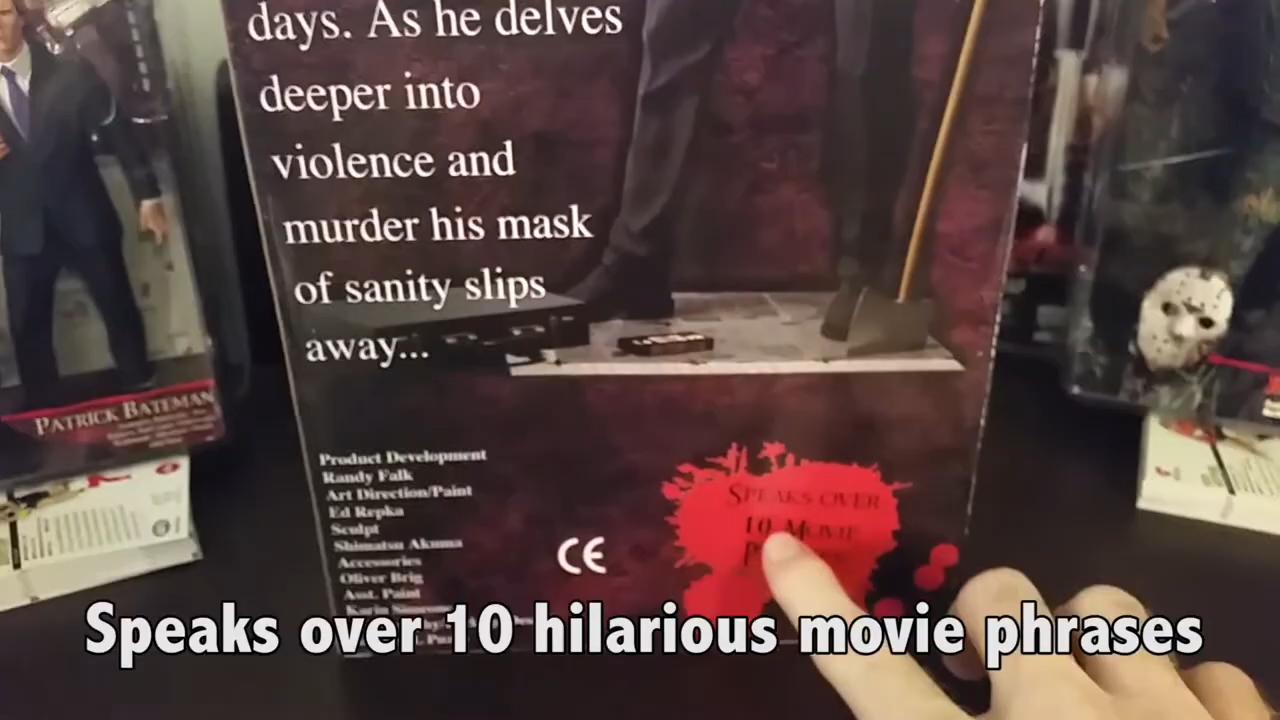 days. As he delves
deeper into
violence and
murder his mask
of sanity slips
away...
PATRICK BATEMAN
Product Development
Randy Falk
Art Direction/Paint
Ed Repka
Sculpt
Shimatsu Akuma
Accessories
Oliver Brig
Asst. Paint
CE
SPEAKS OVER
10 MOVIE
Speaks over 10 hilarious movie phrases